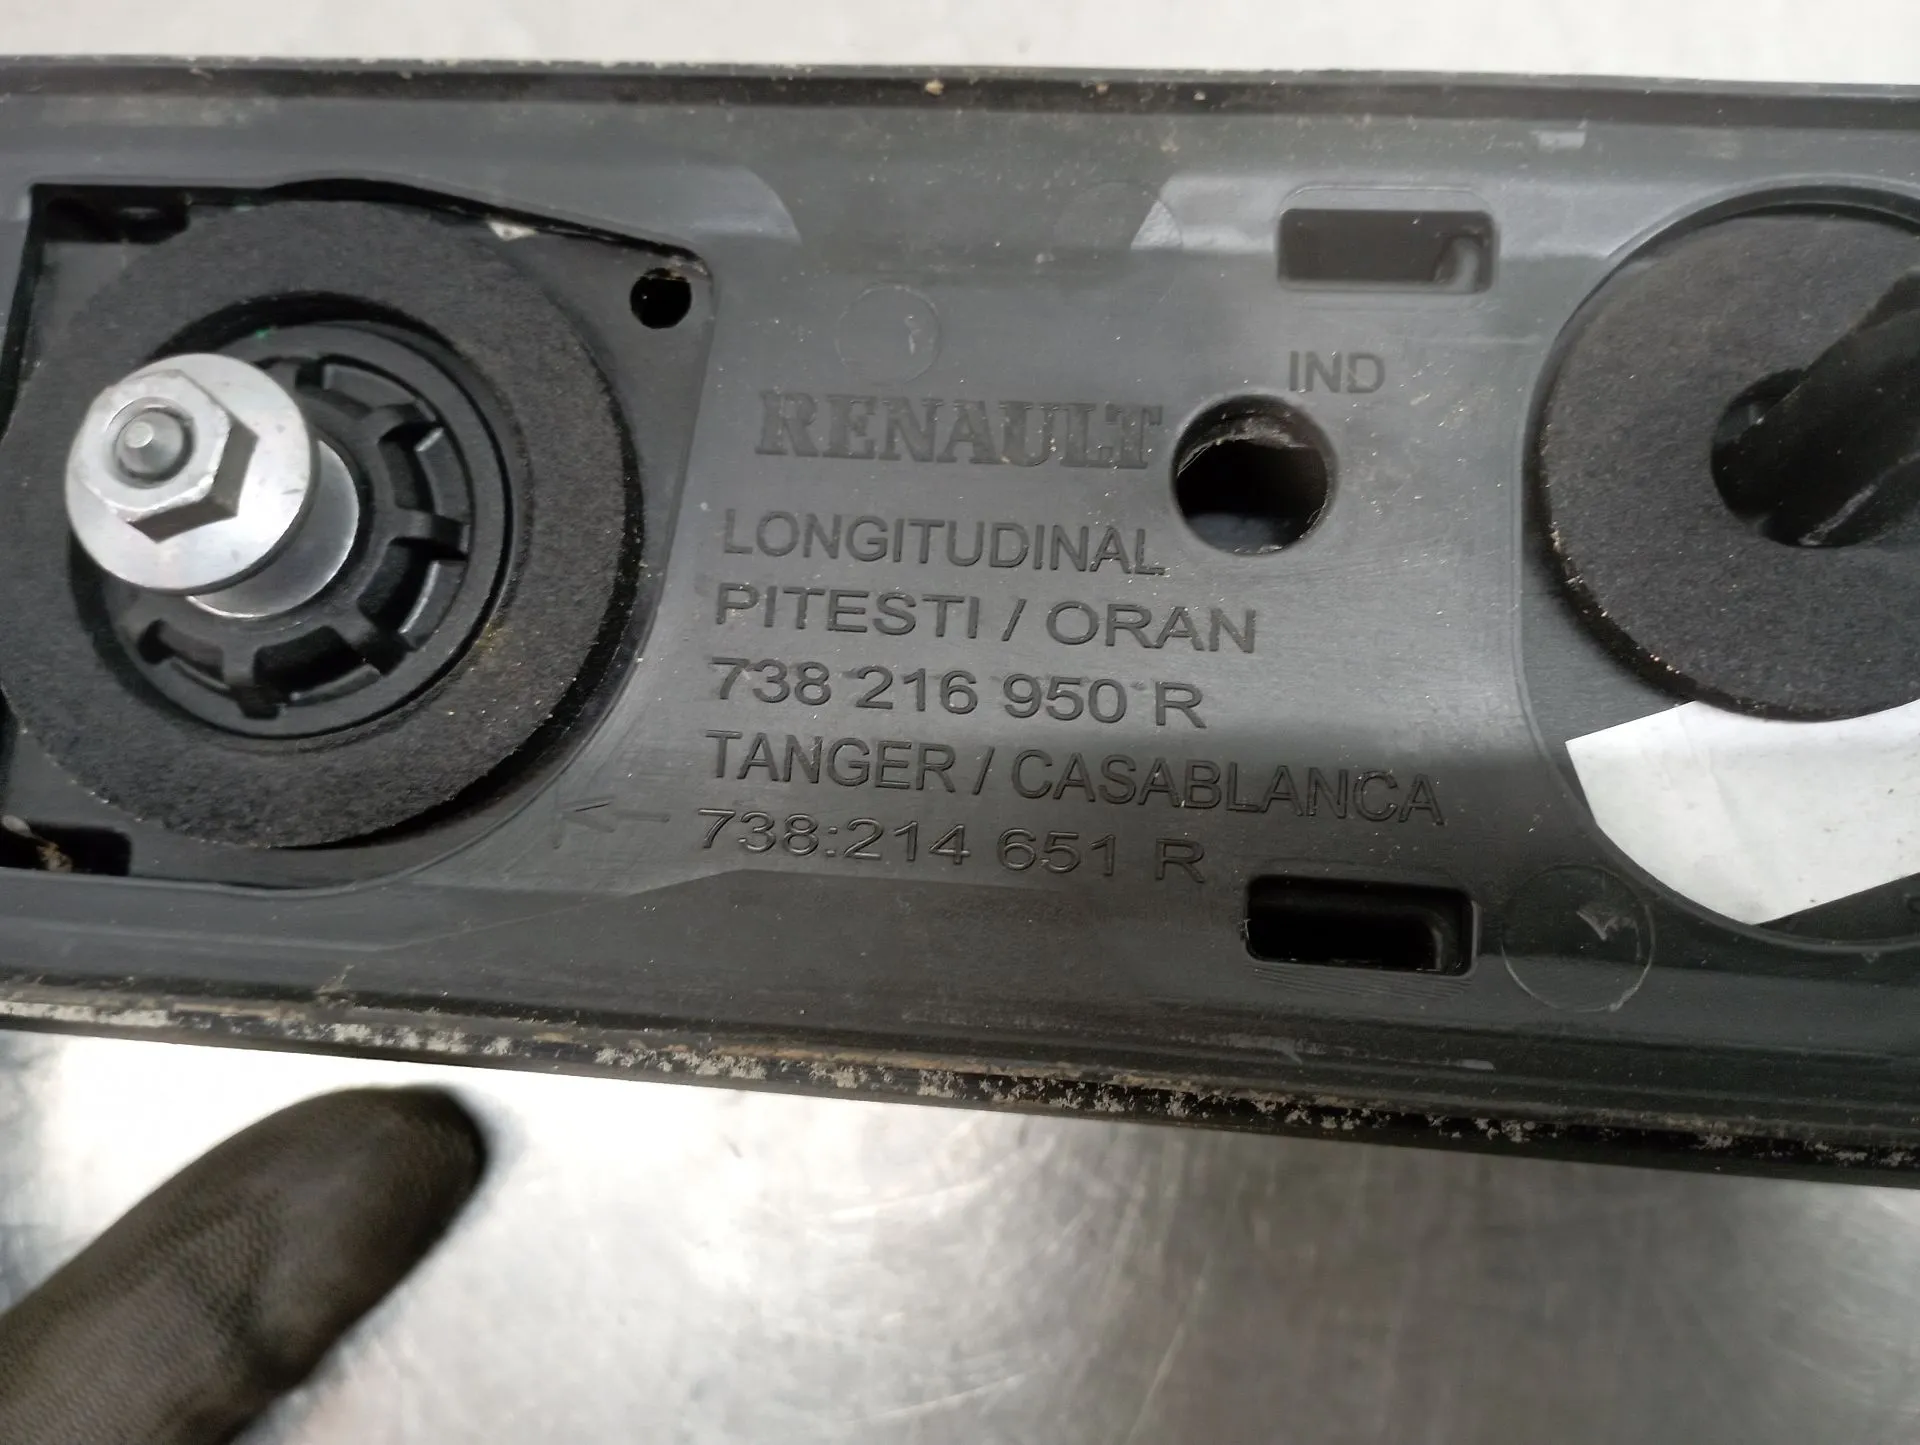 IND
RENAULT
LONGITUDINAL
PITESTI / ORAN
738 216 950 R
TANGER / CASABLANCA
← 738:214 651 R